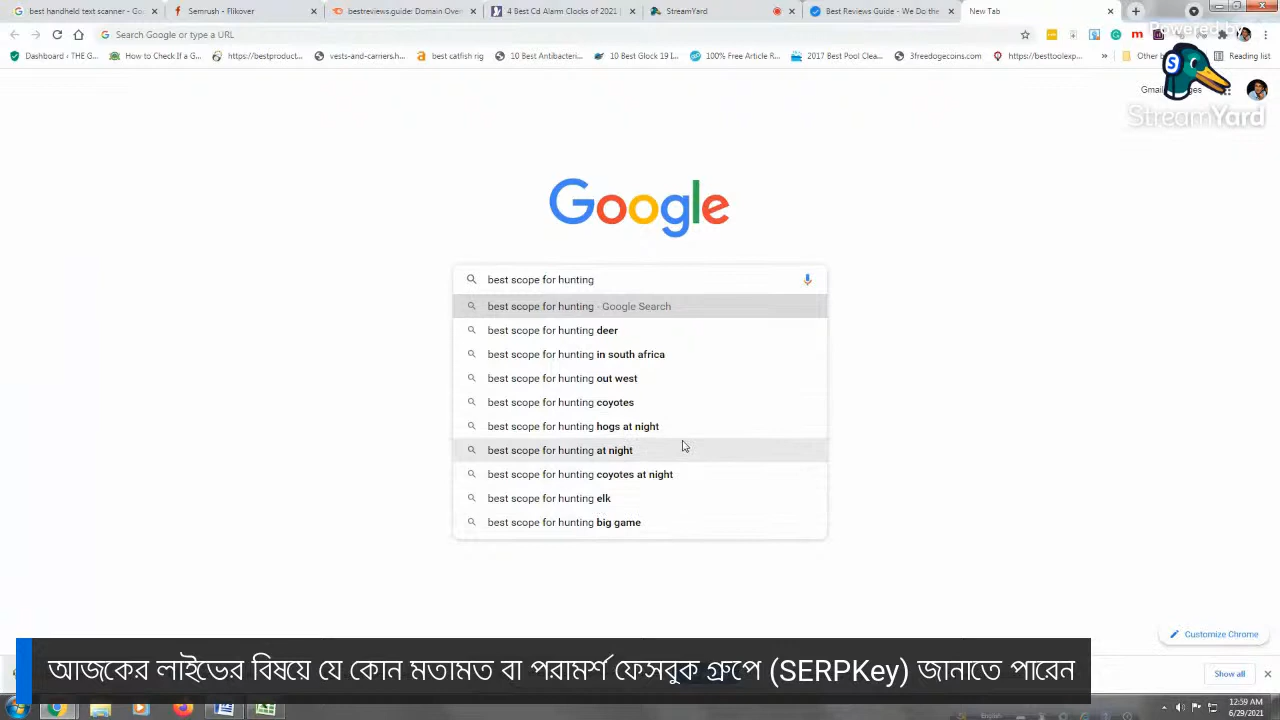 best handheld text scanner - Go
Semrush - Flikover
bestreviews.guide: Domain Over
4 Best Cd Alarm Clocks of 2021 |
StreamYard
Best Reviews Guide - We Do the
New Tab
Search Google or type a URL
Dashboard ‹ THE G...
How to Check.If a G...
https://bestproduc...
vests-and-carners.h...
best catfis
10 Best Antibacteri...
10 Best Glock 19 I...
100% Free Article R...
2017 Best Pool Clea...
3freedogecoins.com
https://besttoolexp...
Reading list
Powered by
StreamYard
Google
best scope for hunting
best scope for hunting - Google Search
best scope for hunting deer
best scope for hunting in south africa
best scope for hunting out west
best scope for hunting coyotes
best scope for hunting hogs at night
best scope for hunting at night
best scope for hunting coyotes at night
best scope for hunting elk
best scope for hunting big game
Customize Chrome
আজকের লাইভের বিষয়ে যে কোন মতামত বা পরামর্শ ফেসবুক গ্রুপে (SERPKey) জানাতে পারেন
Show all
English
12:59 AM
6/29/2021